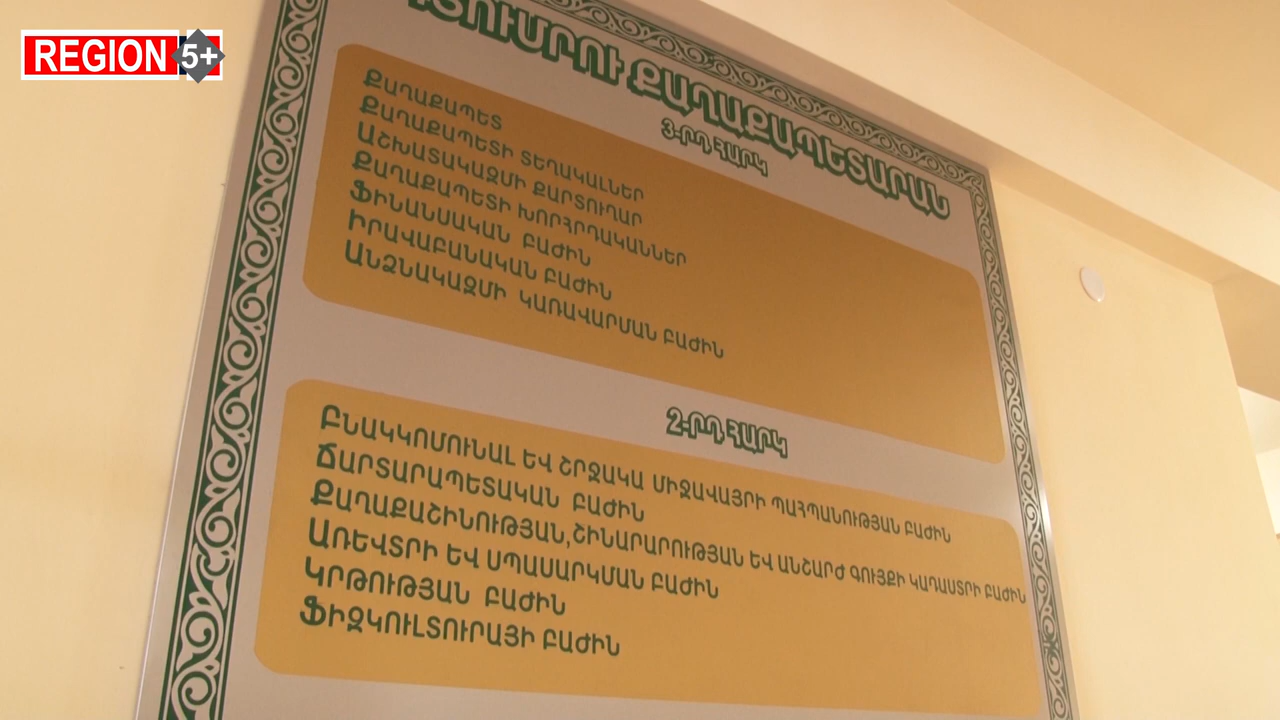 REGION 5+
ՔԱՂԱՔԱՊԵՏԱՐԱՆ
3-ՐԴ ՀԱՐԿ
ՔԱՂԱՔԱՊԵՏ
ՔԱՂԱՔԱՊԵՏԻ ՏԵՂԱԿԱԼՆԵՐ
ԱՇԽԱՏԱԿԱԶՄԻ ՔԱՐՏՈՒՂԱՐ
ՔԱՂԱՔԱՊԵՏԻ ԽՈՐՀՐԴԱԿԱՆՆԵՐ
ՖԻՆԱՆՍԱԿԱՆ ԲԱԺԻՆ
ԻՐԱՎԱԲԱՆԱԿԱՆ ԲԱԺԻՆ
ԱՆՁՆԱԿԱԶՄԻ ԿԱՌԱՎԱՐՄԱՆ ԲԱԺԻՆ
2-ՐԴ ՀԱՐԿ
ԲՆԱԿԿՈՄՈՒՆԱԼ ԵՎ ՇՐՋԱԿԱ ՄԻՋԱՎԱՅՐԻ ՊԱՀՊԱՆՈՒԹՅԱՆ ԲԱԺԻՆ
ՃԱՐՏԱՐԱՊԵՏԱԿԱՆ ԲԱԺԻՆ
ՔԱՂԱՔԱՇԻՆՈՒԹՅԱՆ,ՇԻՆԱՐԱՐՈՒԹՅԱՆ ԵՎ ԱՆՇԱՐԺ ԳՈՒՅՔԻ ԿԱԴԱՍՏՐԻ ԲԱԺԻՆ
ԱՌԵՎՏՐԻ ԵՎ ՍՊԱՍԱՐԿՄԱՆ ԲԱԺԻՆ
ԿՐԹՈՒԹՅԱՆ ԲԱԺԻՆ
ՖԻԶԿՈՒԼՏՈՒՐԱՅԻ ԲԱԺԻՆ